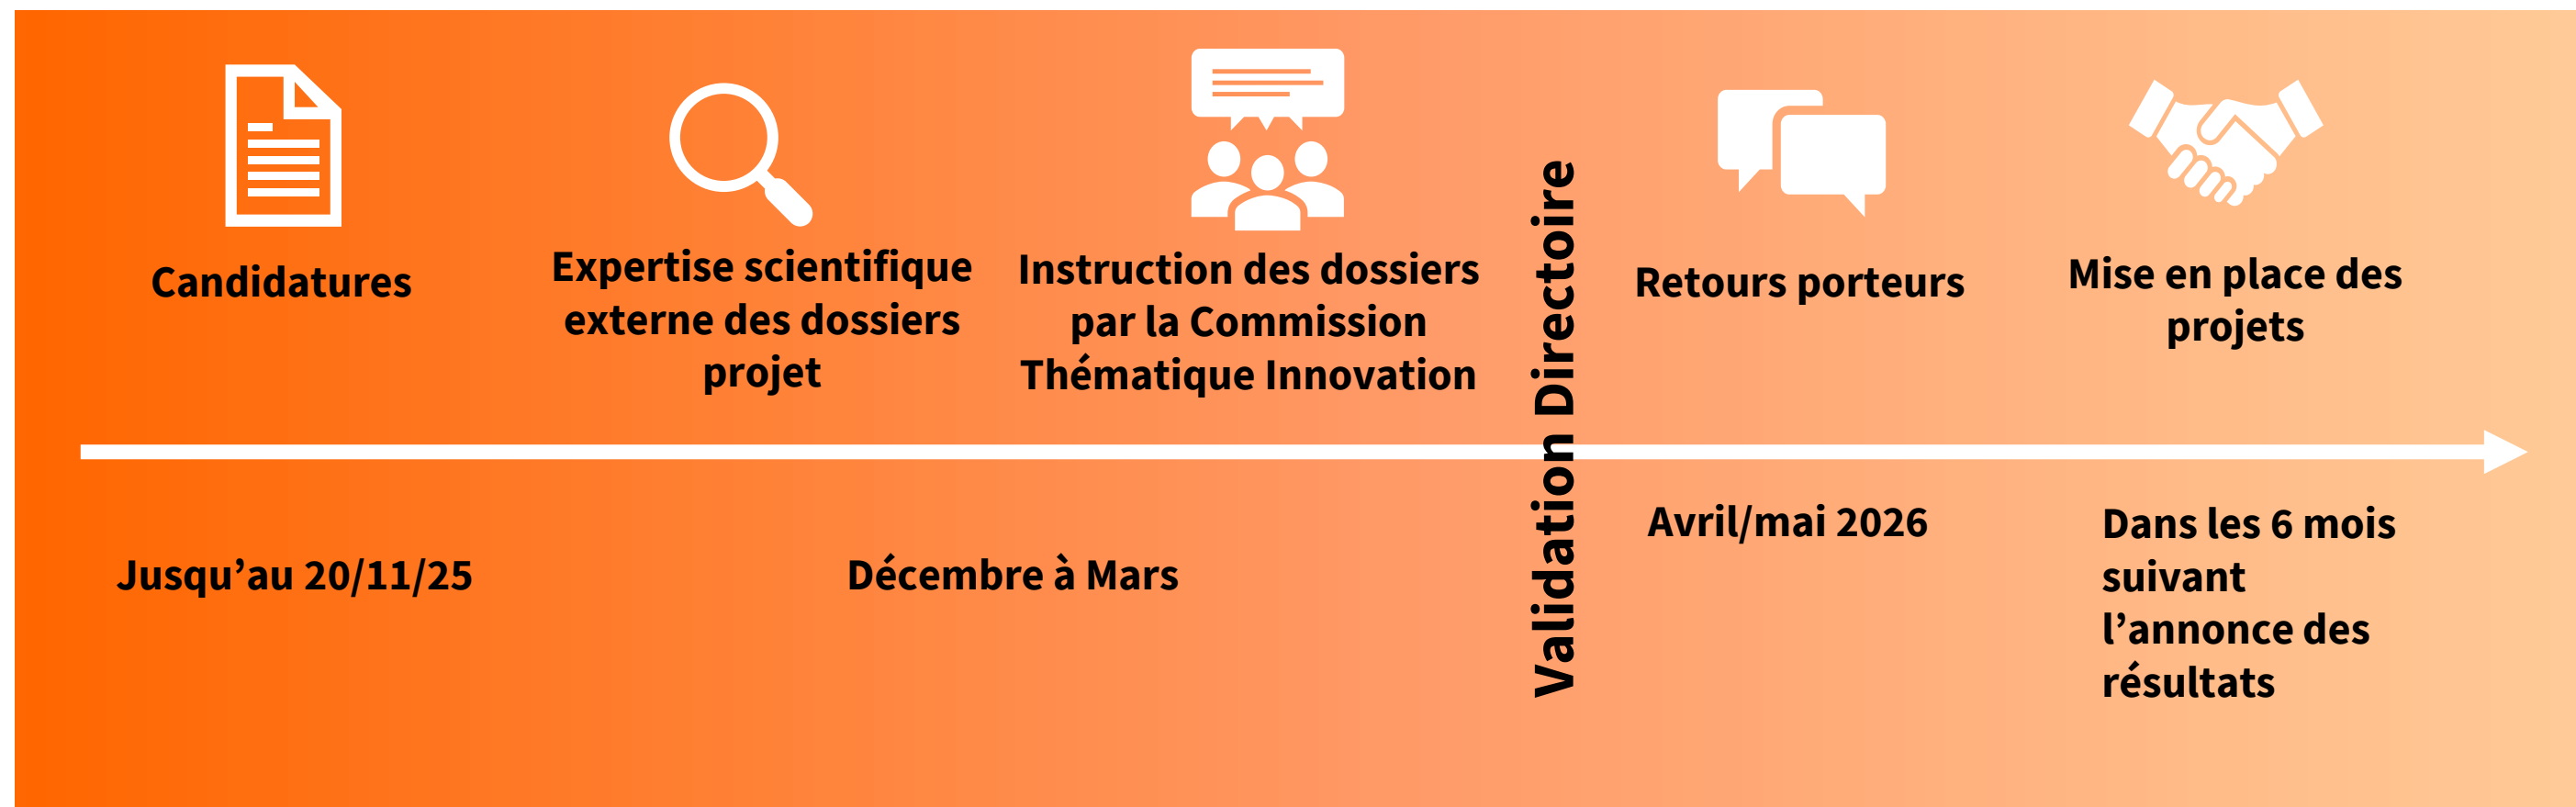 Candidatures
Expertise scientifique
externe des dossiers
projet
Instruction des dossiers
par la Commission
Thématique Innovation
Validation Directoire
Retours porteurs
Mise en place des
projets
Jusqu’au 20/11/25
Décembre à Mars
Avril/mai 2026
Dans les 6 mois
suivant
l’annonce des
résultats